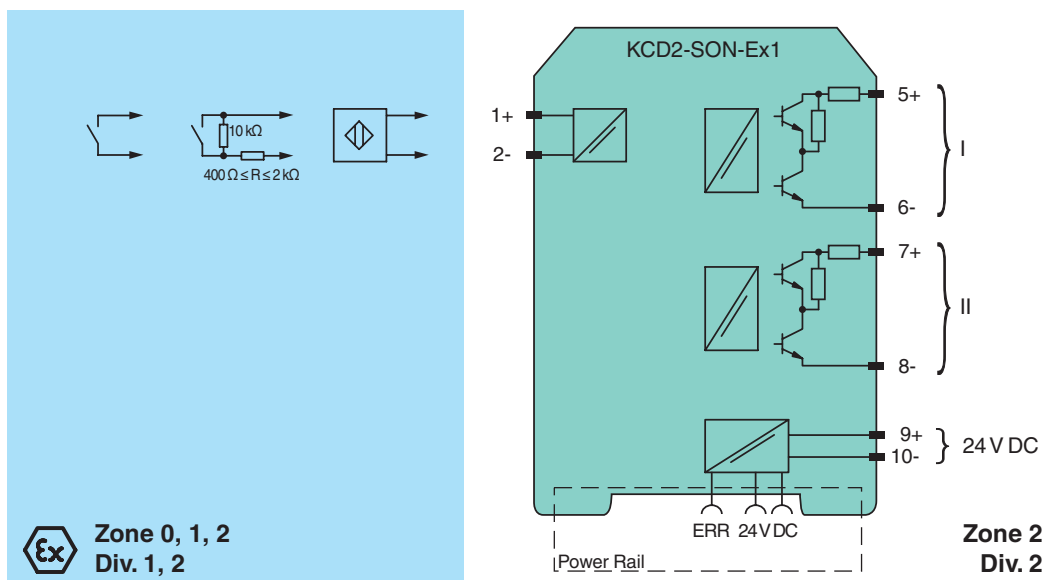 KCD2-SON-Ex1
1+
2-
10 kΩ
400 Ω ≤ R ≤ 2 kΩ
5+
6-
I
7+
8-
II
9+
10-
24 V DC
ERR 24 V DC
Power Rail
Ex
Zone 0, 1, 2
Div. 1, 2
Zone 2
Div. 2